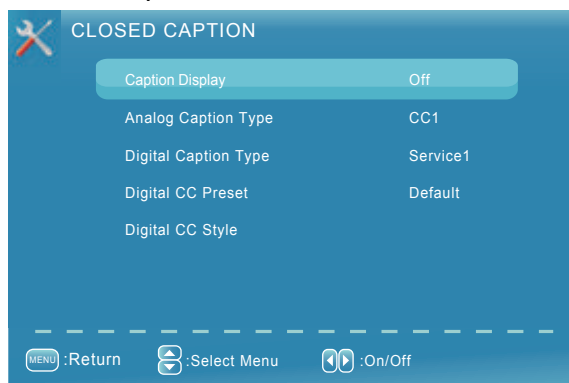 CLOSED CAPTION
Caption Display Off
Analog Caption Type CC1
Digital Caption Type Service1
Digital CC Preset Default
Digital CC Style
MENU :Return :Select Menu :On/Off